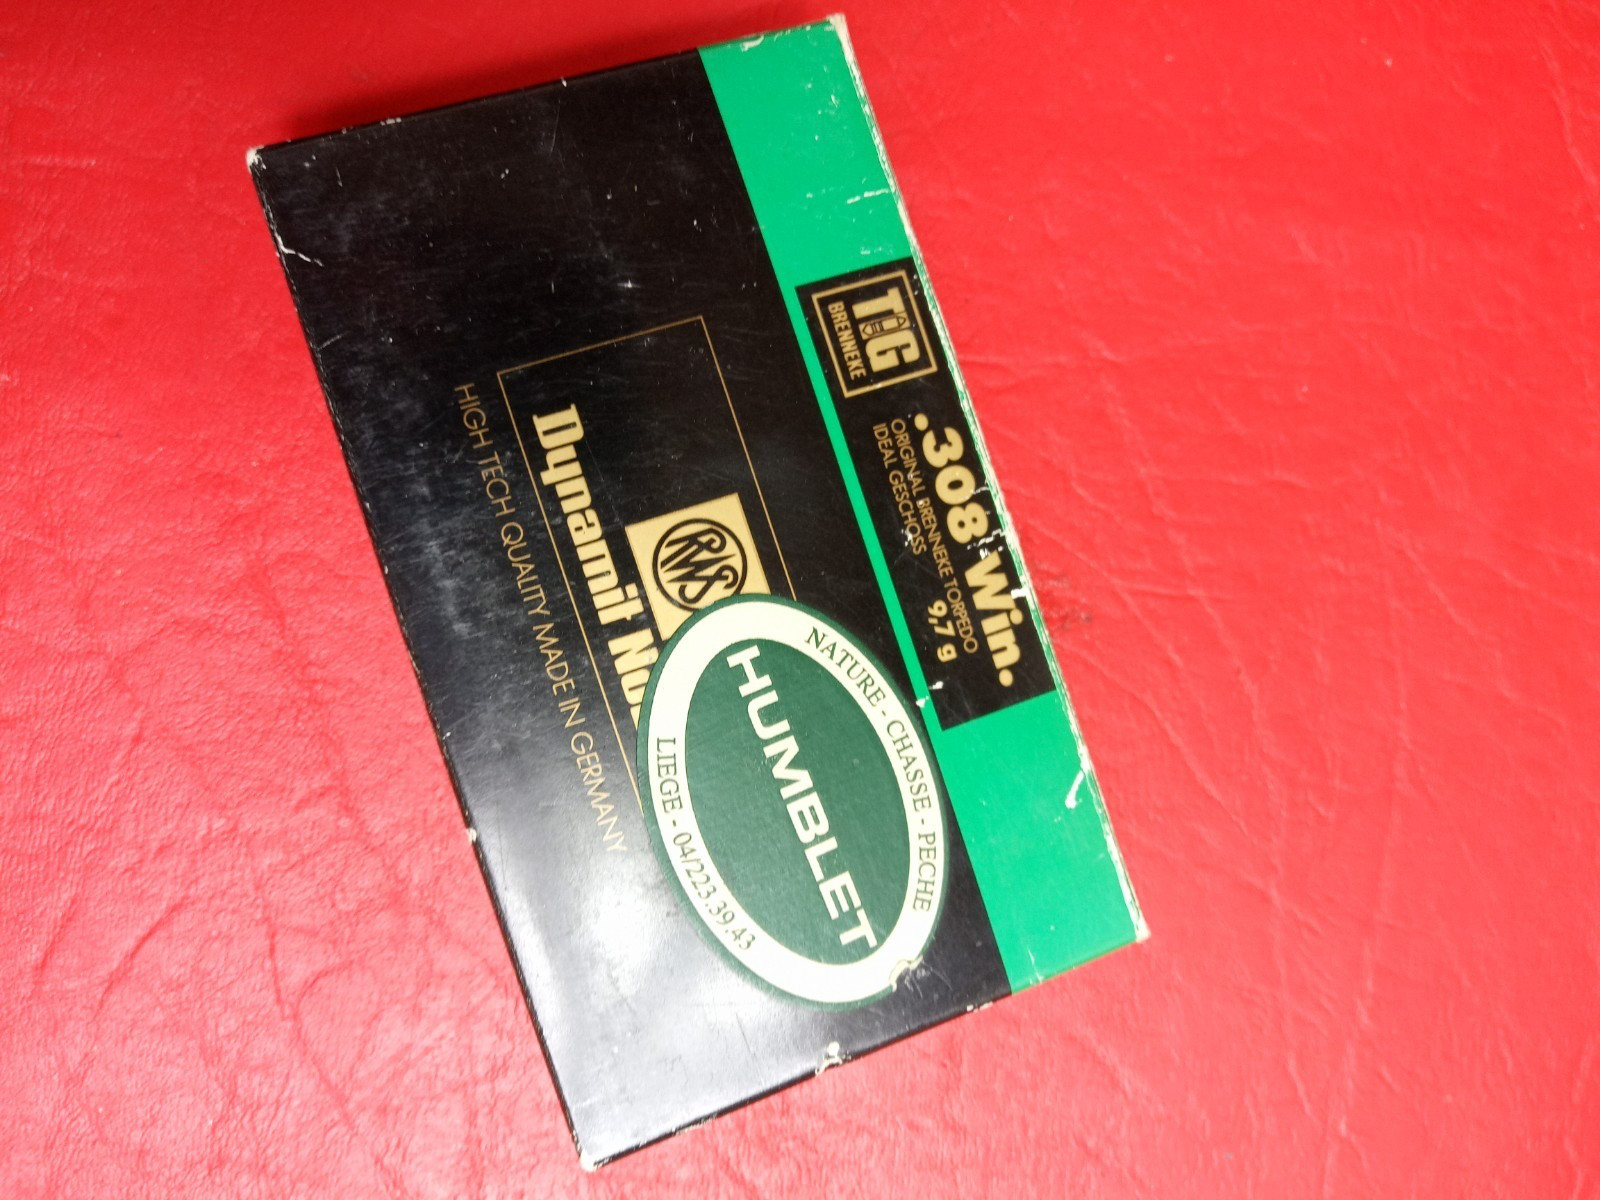 TIG
BRENNEKE
.308 Win.
ORIGINAL BRENNEKE TORPEDO
IDEAL GESCHOSS 9,7 g
RWS
Dynamit No
HIGH TECH QUALITY MADE IN GERMANY
NATURE - CHASSE - PECHE
HUMBLET
LIEGE - 04/223.39.43